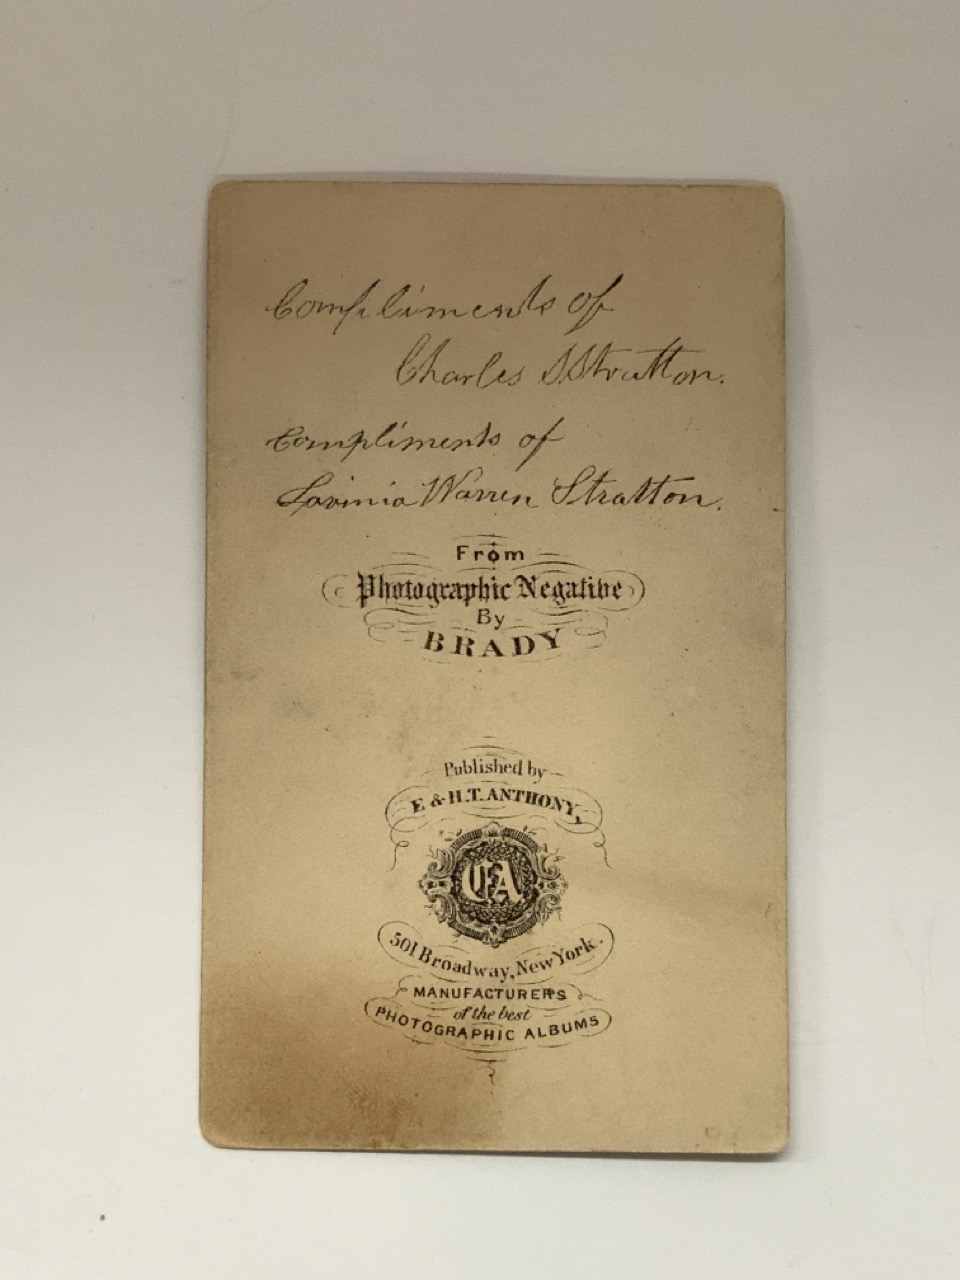 Compliments of
Charles S Stratton.
Compliments of
Lavinia Warren Stratton.
From
Photographic Negative
By
BRADY
Published by
E & H.T. ANTHONY,
EA
501 Broadway, New York.
MANUFACTURERS
of the best
PHOTOGRAPHIC ALBUMS